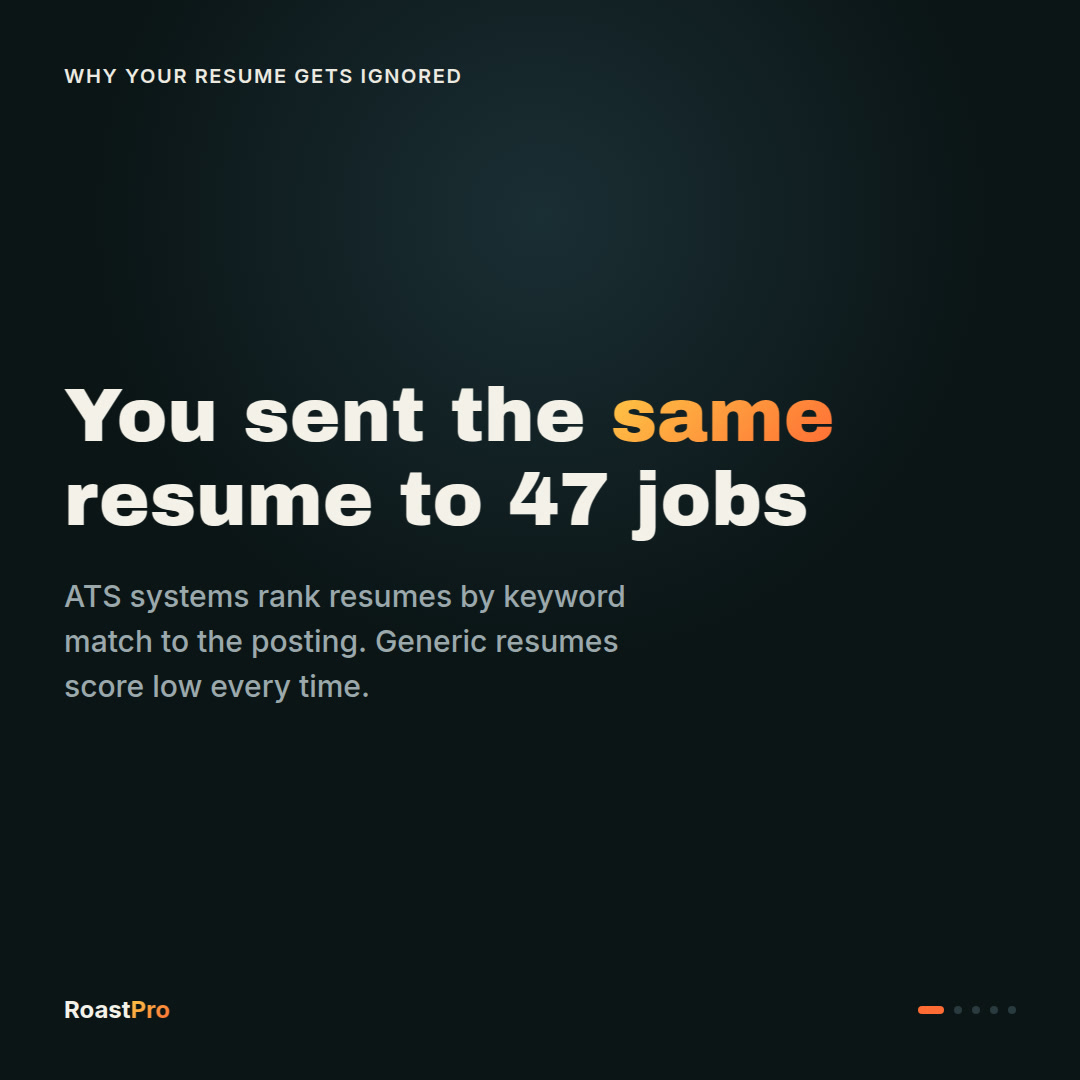 WHY YOUR RESUME GETS IGNORED
You sent the same
resume to 47 jobs
ATS systems rank resumes by keyword
match to the posting. Generic resumes
score low every time.
RoastPro